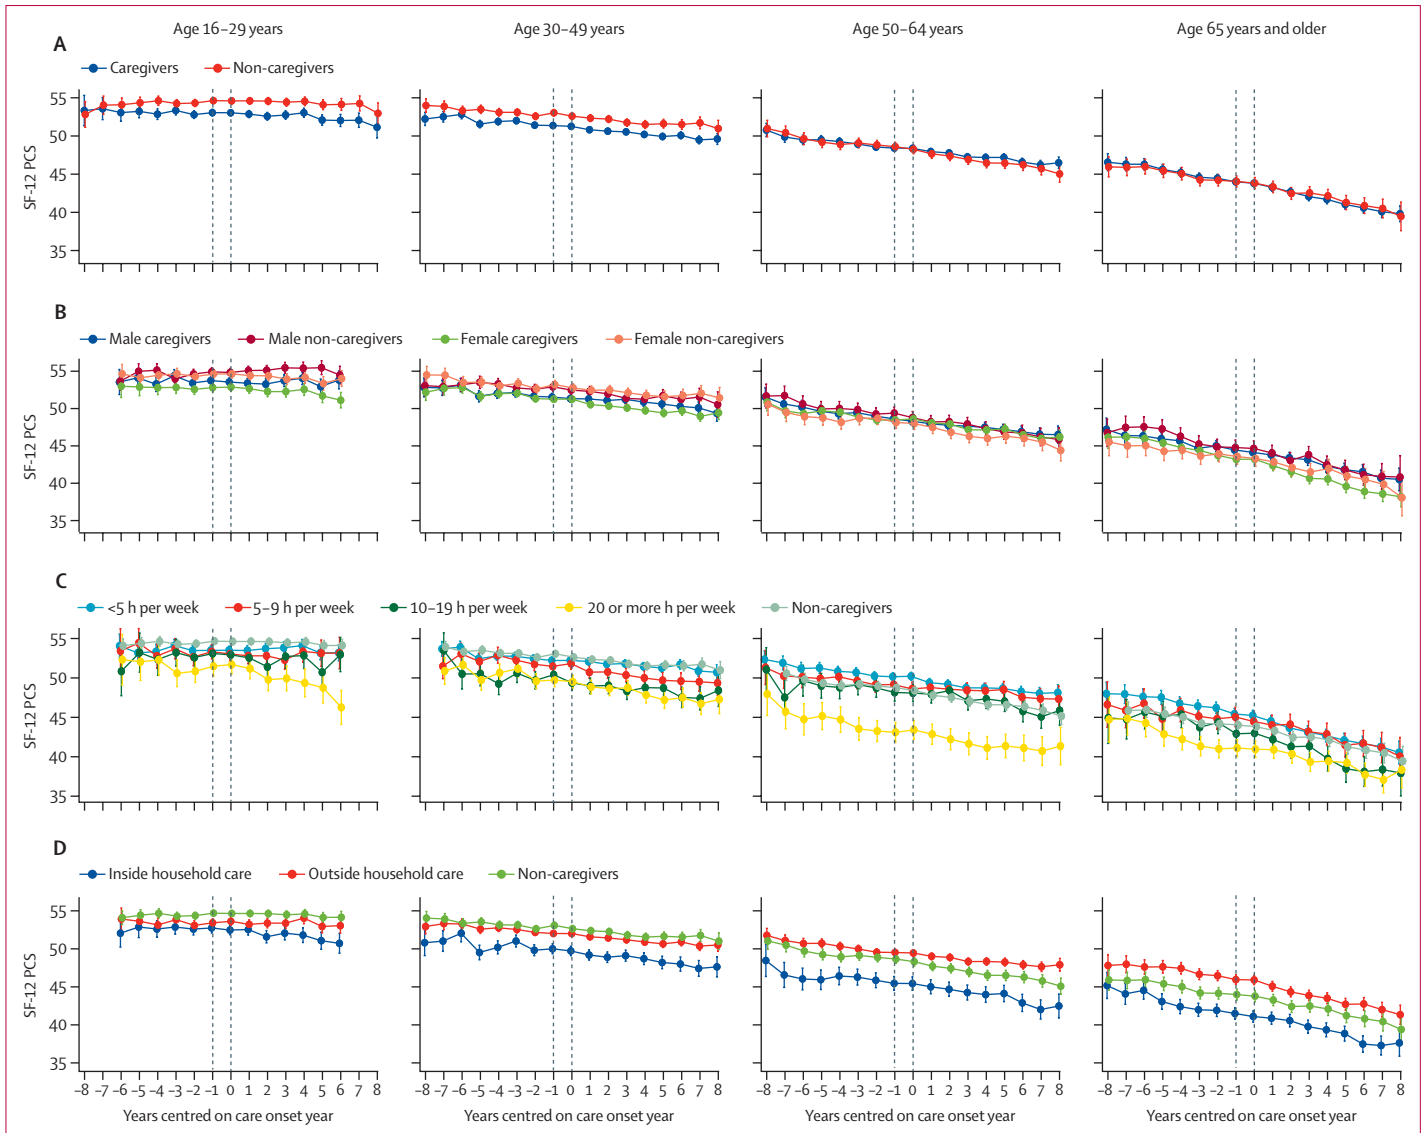 Age 16–29 years Age 30–49 years Age 50–64 years Age 65 years and older
A
Caregivers Non-caregivers
55
50
45
40
35
SF-12 PCS
B
Male caregivers Male non-caregivers Female caregivers Female non-caregivers
55
50
45
40
35
SF-12 PCS
C
<5 h per week 5–9 h per week 10–19 h per week 20 or more h per week Non-caregivers
55
50
45
40
35
SF-12 PCS
D
Inside household care Outside household care Non-caregivers
55
50
45
40
35
SF-12 PCS
–8 –7 –6 –5 –4 –3 –2 –1 0 1 2 3 4 5 6 7 8 –8 –7 –6 –5 –4 –3 –2 –1 0 1 2 3 4 5 6 7 8 –8 –7 –6 –5 –4 –3 –2 –1 0 1 2 3 4 5 6 7 8 –8 –7 –6 –5 –4 –3 –2 –1 0 1 2 3 4 5 6 7 8
Years centred on care onset year Years centred on care onset year Years centred on care onset year Years centred on care onset year